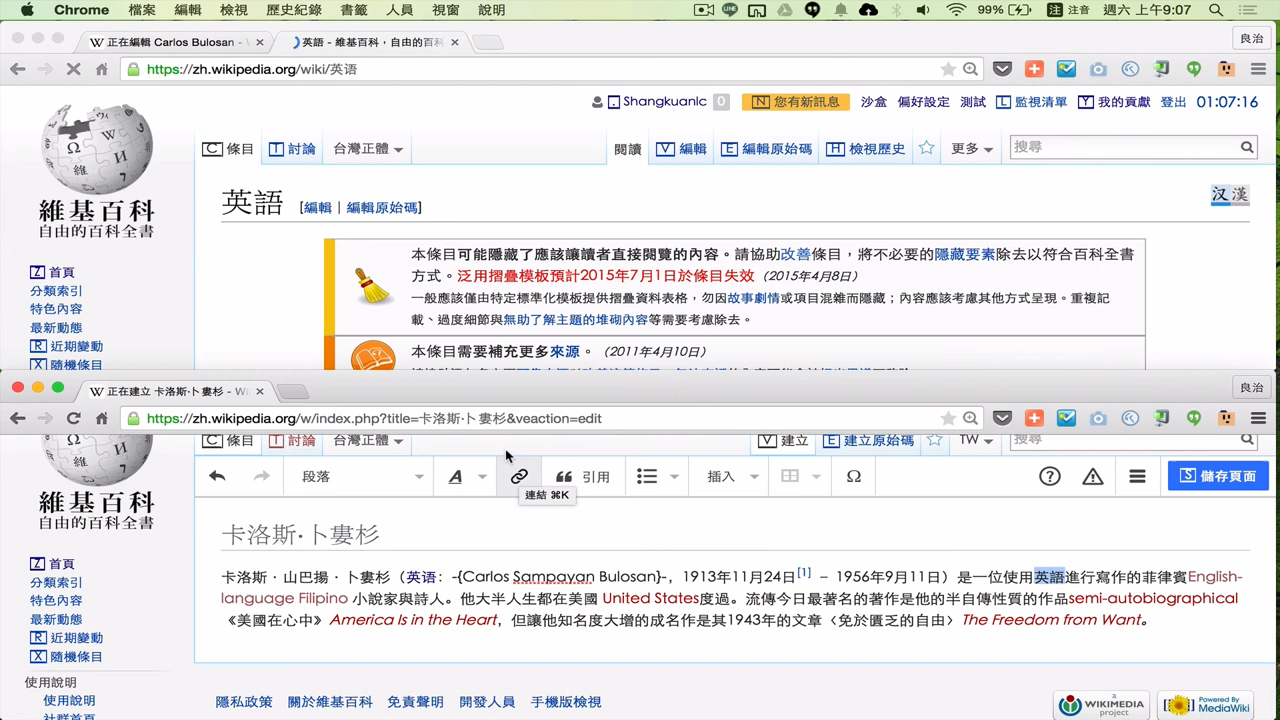 Chrome 檔案 編輯 檢視 歷史紀錄 書籤 人員 視窗 說明 99% 注音 週六 上午9:07
正在編輯 Carlos Bulosan - 英語 - 維基百科，自由的百科 良治
https://zh.wikipedia.org/wiki/英语
Shangkuanlc 0 N 您有新訊息 沙盒 偏好設定 測試 L 監視清單 Y 我的貢獻 登出 01:07:16
C 條目 T 討論 台灣正體 閱讀 V 編輯 E 編輯原始碼 H 檢視歷史 更多 搜尋
維基百科
自由的百科全書
英語 [編輯 | 編輯原始碼] 汉 漢
本條目可能隱藏了應該讓讀者直接閱覽的內容。請協助改善條目，將不必要的隱藏要素除去以符合百科全書
方式。泛用摺疊模板預計2015年7月1日於條目失效（2015年4月8日）
一般應該僅由特定標準化模板提供摺疊資料表格，勿因故事劇情或項目混雜而隱藏；內容應該考慮其他方式呈現。重複記
載、過度細節與無助了解主題的堆砌內容等需要考慮除去。
本條目需要補充更多來源。（2011年4月10日）
Z 首頁
分類索引
特色內容
最新動態
R 近期變動
X 隨機條目
正在建立 卡洛斯·卜婁杉 - W 良治
https://zh.wikipedia.org/w/index.php?title=卡洛斯·卜婁杉&veaction=edit
C 條目 T 討論 台灣正體 V 建立 E 建立原始碼 TW 搜尋
段落 A 引用 插入 Ω ? S 儲存頁面
連結 ⌘K
維基百科
自由的百科全書
卡洛斯·卜婁杉
卡洛斯．山巴揚．卜婁杉（英语：-{Carlos Sampayan Bulosan}-，1913年11月24日[1] – 1956年9月11日）是一位使用英語進行寫作的菲律賓English-
language Filipino 小說家與詩人。他大半人生都在美國 United States度過。流傳今日最著名的著作是他的半自傳性質的作品semi-autobiographical
《美國在心中》 America Is in the Heart，但讓他知名度大增的成名作是其1943年的文章〈免於匱乏的自由〉 The Freedom from Want。
Z 首頁
分類索引
特色內容
最新動態
R 近期變動
X 隨機條目
使用說明
使用說明
社群首頁
隱私政策 關於維基百科 免責聲明 開發人員 手機版檢視
a WIKIMEDIA project
Powered By MediaWiki